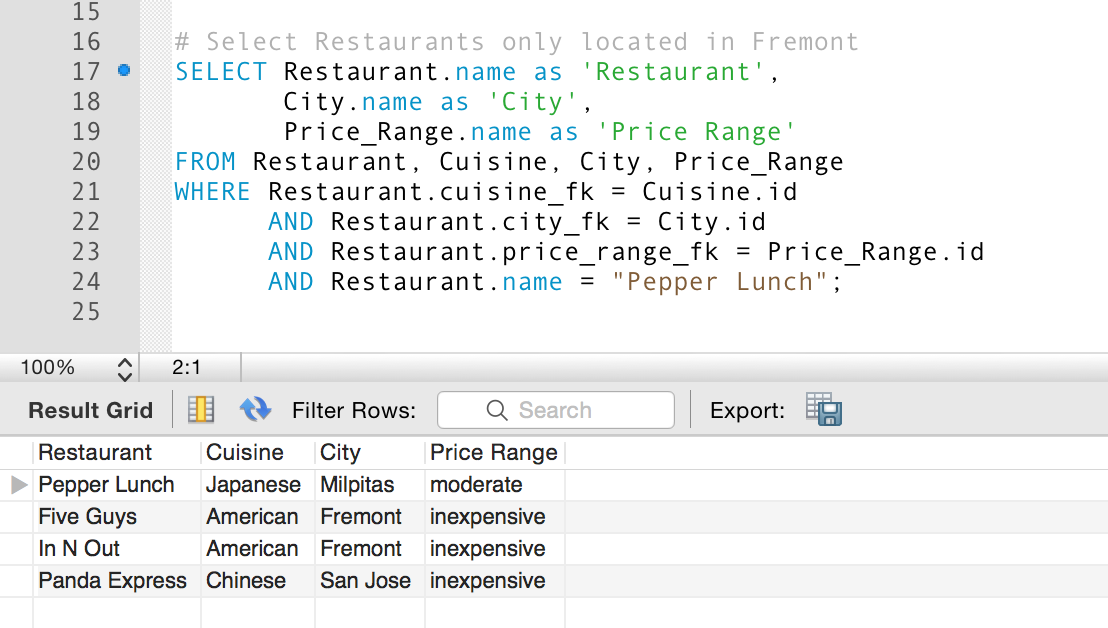 15
16 # Select Restaurants only located in Fremont
17 SELECT Restaurant.name as 'Restaurant',
18 City.name as 'City',
19 Price_Range.name as 'Price Range'
20 FROM Restaurant, Cuisine, City, Price_Range
21 WHERE Restaurant.cuisine_fk = Cuisine.id
22 AND Restaurant.city_fk = City.id
23 AND Restaurant.price_range_fk = Price_Range.id
24 AND Restaurant.name = "Pepper Lunch";
25
100% 2:1
Result Grid Filter Rows: Search Export:
Restaurant Cuisine City Price Range
Pepper Lunch Japanese Milpitas moderate
Five Guys American Fremont inexpensive
In N Out American Fremont inexpensive
Panda Express Chinese San Jose inexpensive